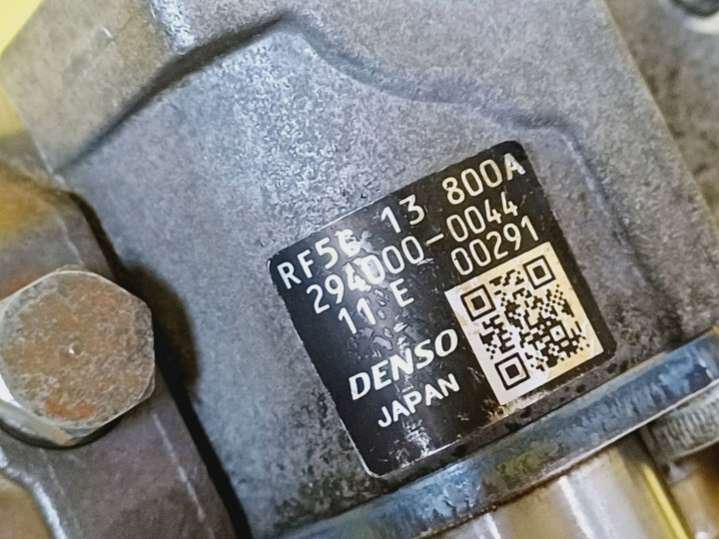 RF5C 13 800A
294000-0044
11 E 00291
DENSO
JAPAN